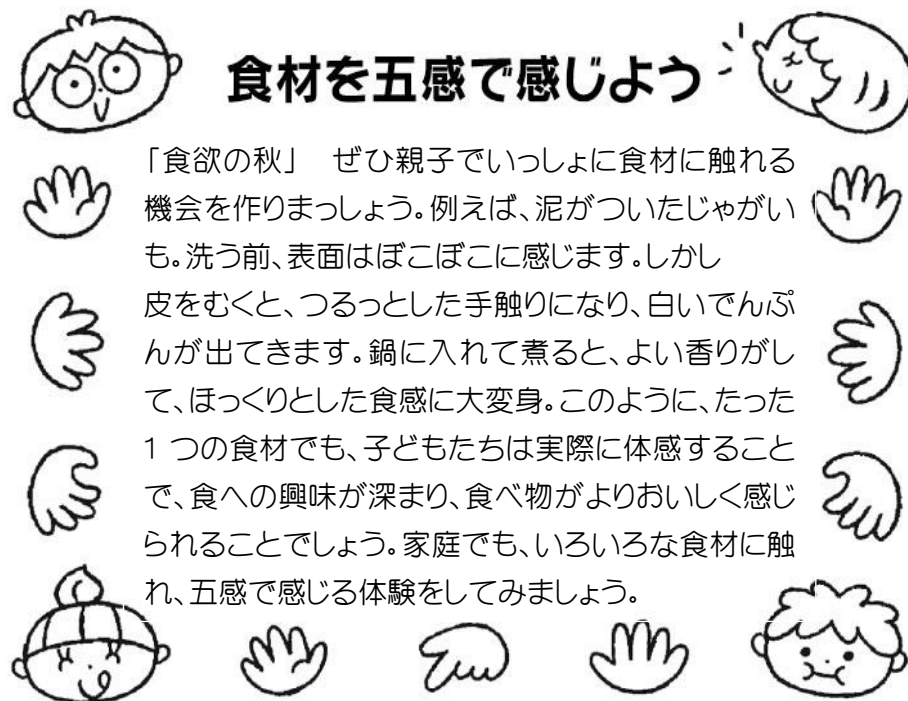 食材を五感で感じよう
「食欲の秋」　ぜひ親子でいっしょに食材に触れる
機会を作りまっしょう。例えば、泥がついたじゃがい
も。洗う前、表面はぼこぼこに感じます。しかし
皮をむくと、つるっとした手触りになり、白いでんぷ
んが出てきます。鍋に入れて煮ると、よい香りがし
て、ほっくりとした食感に大変身。このように、たった
1 つの食材でも、子どもたちは実際に体感すること
で、食への興味が深まり、食べ物がよりおいしく感じ
られることでしょう。家庭でも、いろいろな食材に触
れ、五感で感じる体験をしてみましょう。